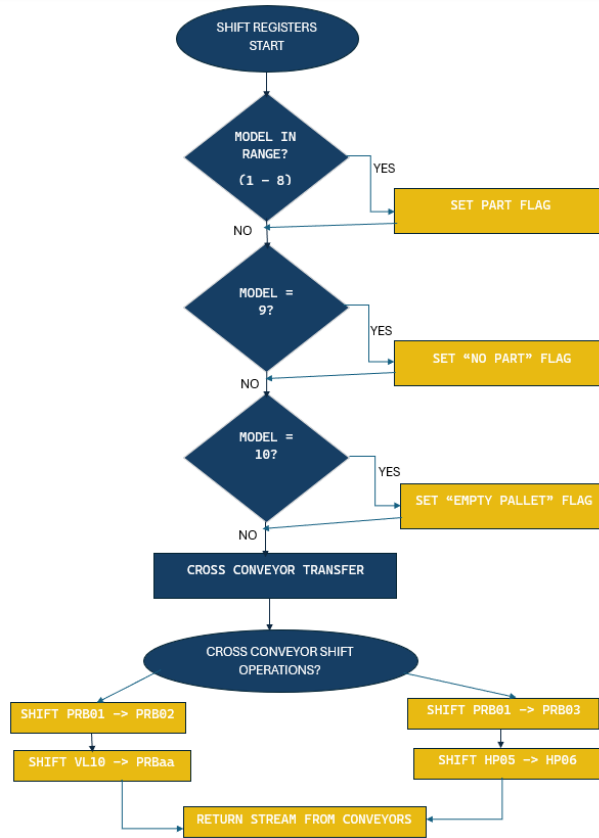 SHIFT REGISTERS
START
MODEL IN
RANGE?
(1 – 8)
YES
SET PART FLAG
NO
MODEL =
9?
YES
SET “NO PART” FLAG
NO
MODEL =
10?
YES
SET “EMPTY PALLET” FLAG
NO
CROSS CONVEYOR TRANSFER
CROSS CONVEYOR SHIFT
OPERATIONS?
SHIFT PRB01 –> PRB02
SHIFT PRB01 –> PRB03
SHIFT VL10 –> PRBaa
SHIFT HP05 –> HP06
RETURN STREAM FROM CONVEYORS